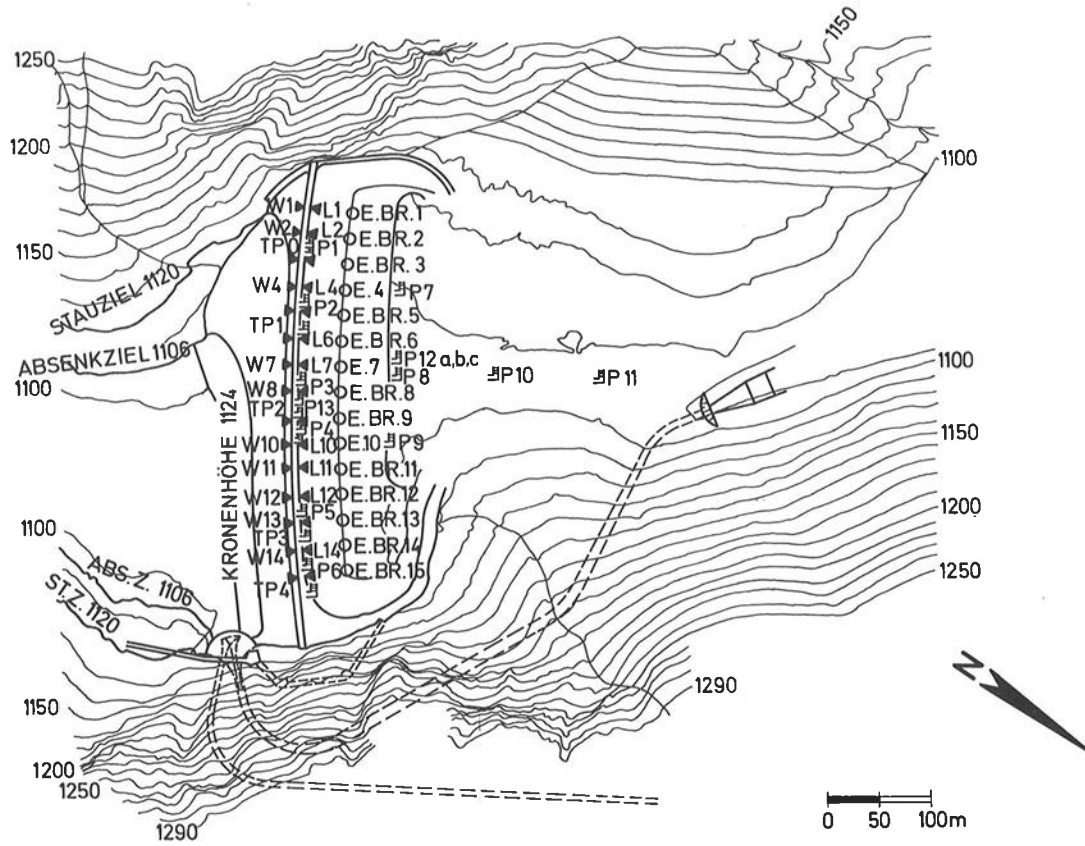 1150
1250
1200
1100
W1 L1 E.BR.1
W2 L2 E.BR.2
TP0 P1
1150
E.BR. 3
STAUZIEL 1120
W4 L4 E.4 P7
P2 E.BR.5
TP1
L6 E.BR.6
ABSENKZIEL 1106
W7 L7 E.7 P12 a,b,c
P8 P10 P11
1100
1100
W8 P3 E.BR.8
TP2 P13 E.BR.9
KRONENHÖHE 1124
P4
W10 L10 E.10 P9
1150
W11 L11 E.BR.11
W12 L12 E.BR.12
P5
1200
W13 E.BR.13
1100
TP3
W14 L14 E.BR.14
ABS.Z. 1106
P6 E.BR.15
TP4
1250
ST.Z. 1120
N
1290
1150
1200
1250
1290
0 50 100m